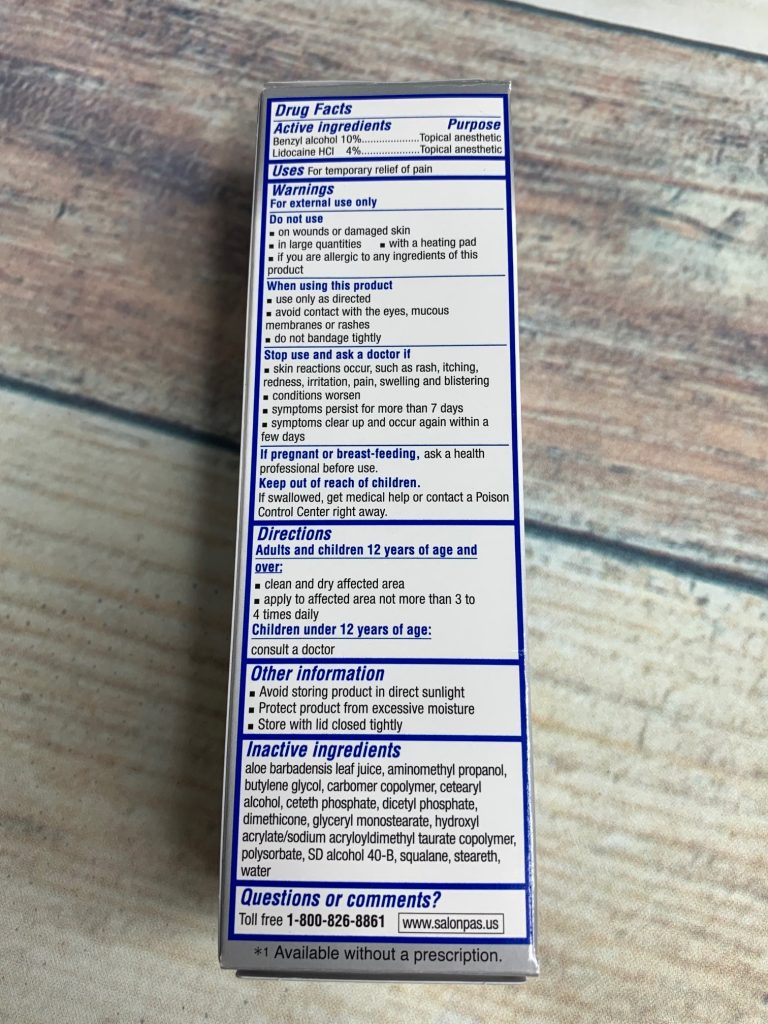 Drug Facts
Active ingredients Purpose
Benzyl alcohol 10%....................Topical anesthetic
Lidocaine HCl 4%....................Topical anesthetic
Uses For temporary relief of pain
Warnings
For external use only
Do not use
▪ on wounds or damaged skin
▪ in large quantities ▪ with a heating pad
▪ if you are allergic to any ingredients of this
product
When using this product
▪ use only as directed
▪ avoid contact with the eyes, mucous
membranes or rashes
▪ do not bandage tightly
Stop use and ask a doctor if
▪ skin reactions occur, such as rash, itching,
redness, irritation, pain, swelling and blistering
▪ conditions worsen
▪ symptoms persist for more than 7 days
▪ symptoms clear up and occur again within a
few days
If pregnant or breast-feeding, ask a health
professional before use.
Keep out of reach of children.
If swallowed, get medical help or contact a Poison
Control Center right away.
Directions
Adults and children 12 years of age and
over:
▪ clean and dry affected area
▪ apply to affected area not more than 3 to
4 times daily
Children under 12 years of age:
consult a doctor
Other information
▪ Avoid storing product in direct sunlight
▪ Protect product from excessive moisture
▪ Store with lid closed tightly
Inactive ingredients
aloe barbadensis leaf juice, aminomethyl propanol,
butylene glycol, carbomer copolymer, cetearyl
alcohol, ceteth phosphate, dicetyl phosphate,
dimethicone, glyceryl monostearate, hydroxyl
acrylate/sodium acryloyldimethyl taurate copolymer,
polysorbate, SD alcohol 40-B, squalane, steareth,
water
Questions or comments?
Toll free 1-800-826-8861 www.salonpas.us
*1 Available without a prescription.